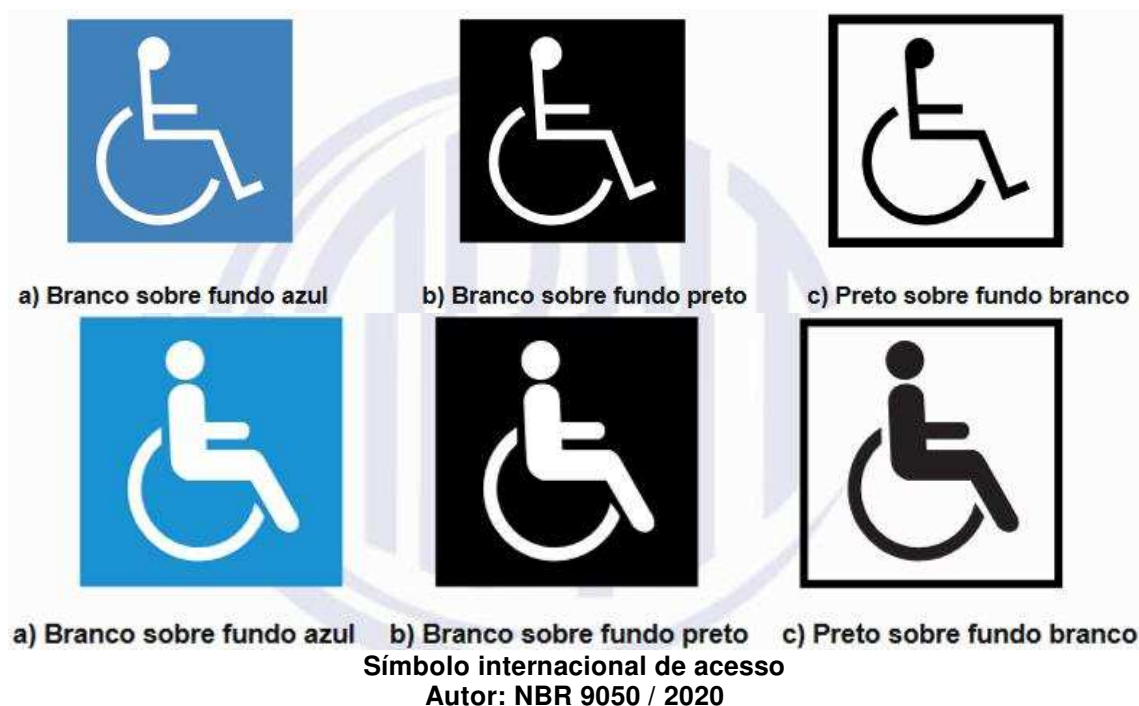 a) Branco sobre fundo azul b) Branco sobre fundo preto c) Preto sobre fundo branco
a) Branco sobre fundo azul b) Branco sobre fundo preto c) Preto sobre fundo branco
Símbolo internacional de acesso
Autor: NBR 9050 / 2020